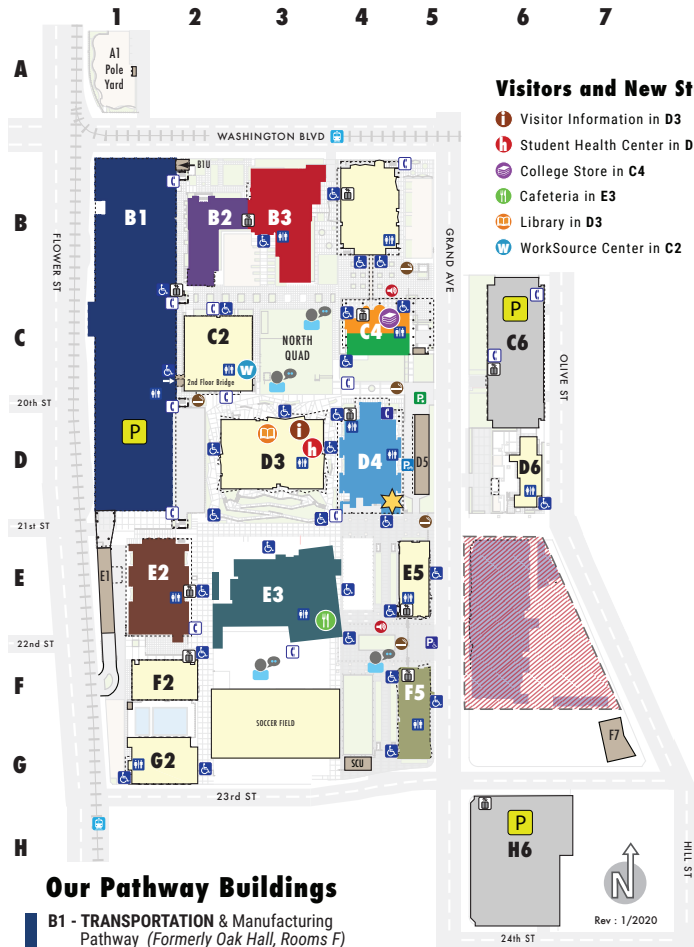 1 2 3 4 5 6 7
A
A1
Pole
Yard
Visitors and New St
i Visitor Information in D3
h Student Health Center in D
College Store in C4
Cafeteria in E3
Library in D3
W WorkSource Center in C2
WASHINGTON BLVD
B1U
B
B1
B2
B3
FLOWER ST
GRAND AVE
C
C2
W
NORTH
QUAD
C4
P
C6
OLIVE ST
2nd Floor Bridge
20th ST
P
P
D
i
h
D3
D4
D5
P
D6
21st ST
E
E1
E2
E3
E5
22nd ST
P
F
F2
F5
SOCCER FIELD
F7
G
G2
SCU
23rd ST
P
H6
H
HILL ST
N
Rev : 1/2020
24th ST
Our Pathway Buildings
B1 - TRANSPORTATION & Manufacturing
Pathway (Formerly Oak Hall, Rooms F)